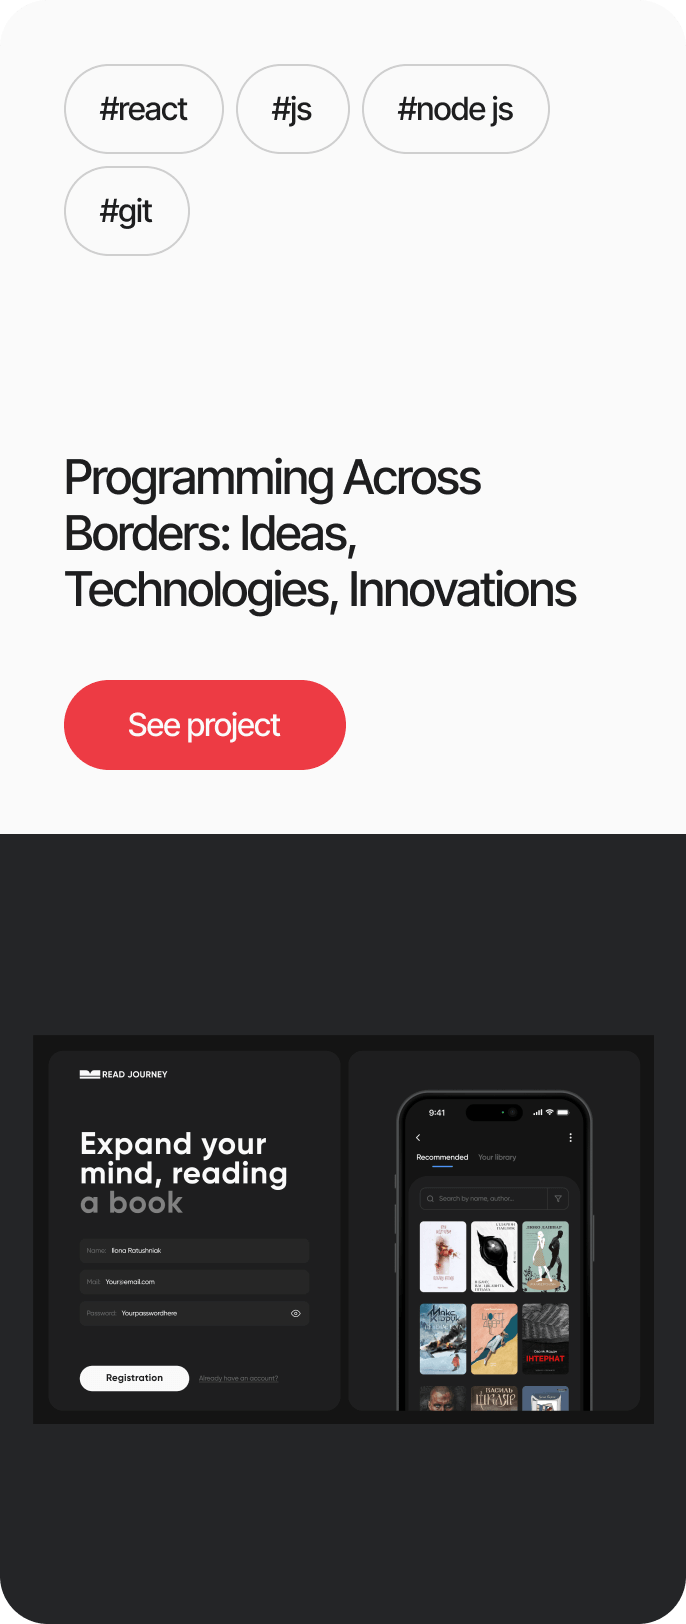 #react
#js
#node js
#git
Programming Across
Borders: Ideas,
Technologies, Innovations
See project
READ JOURNEY
Expand your
mind, reading
a book
Name: Ilona Ratushniak
Mail: Your@email.com
Password: Yourpasswordhere
Registration
Already have an account?
9:41
Recommended Your library
Search by name, author...
ІНТЕРНАТ
ВАСИЛЬ
ШКЛЯР